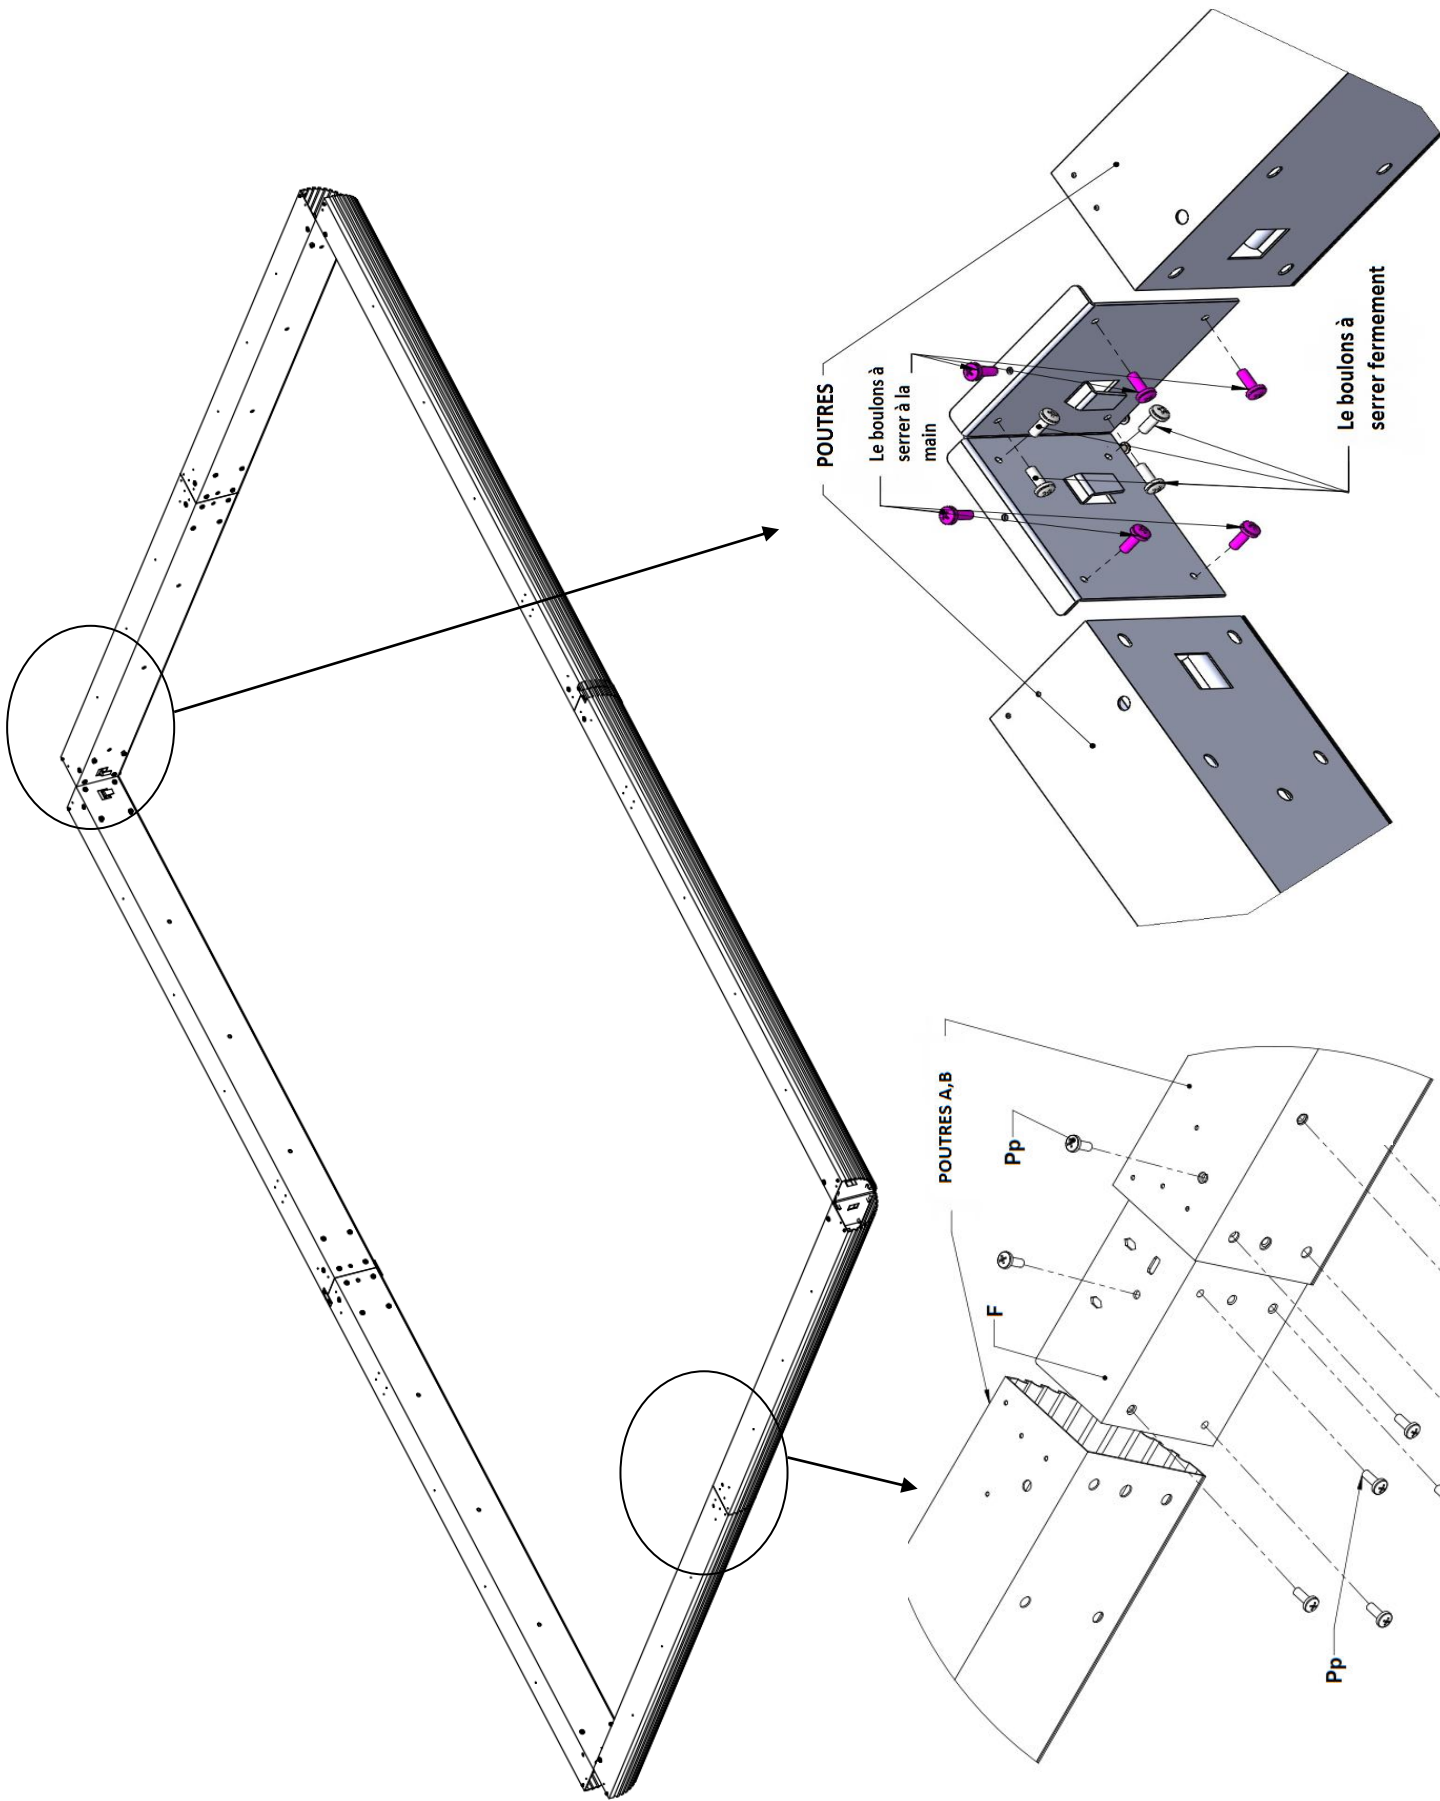 POUTRES
Le boulons à
serrer à la
main
Le boulons à
serrer fermement
POUTRES A,B
Pp
F
Pp